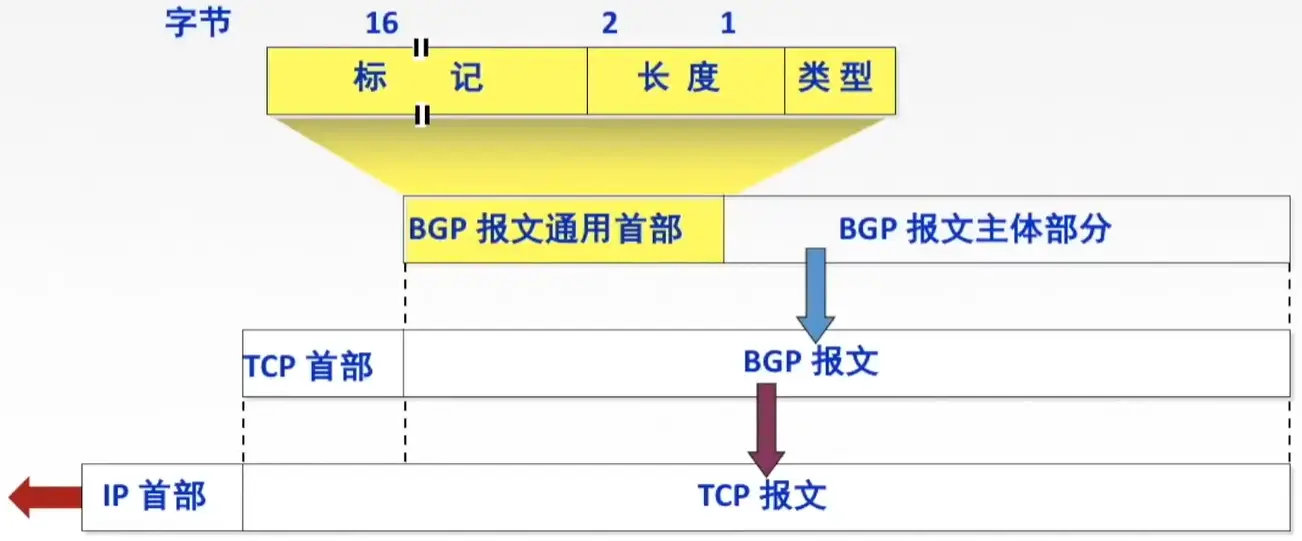 字节 16 2 1
标 记 长 度 类 型
BGP 报文通用首部 BGP 报文主体部分
TCP 首部 BGP 报文
IP 首部 TCP 报文